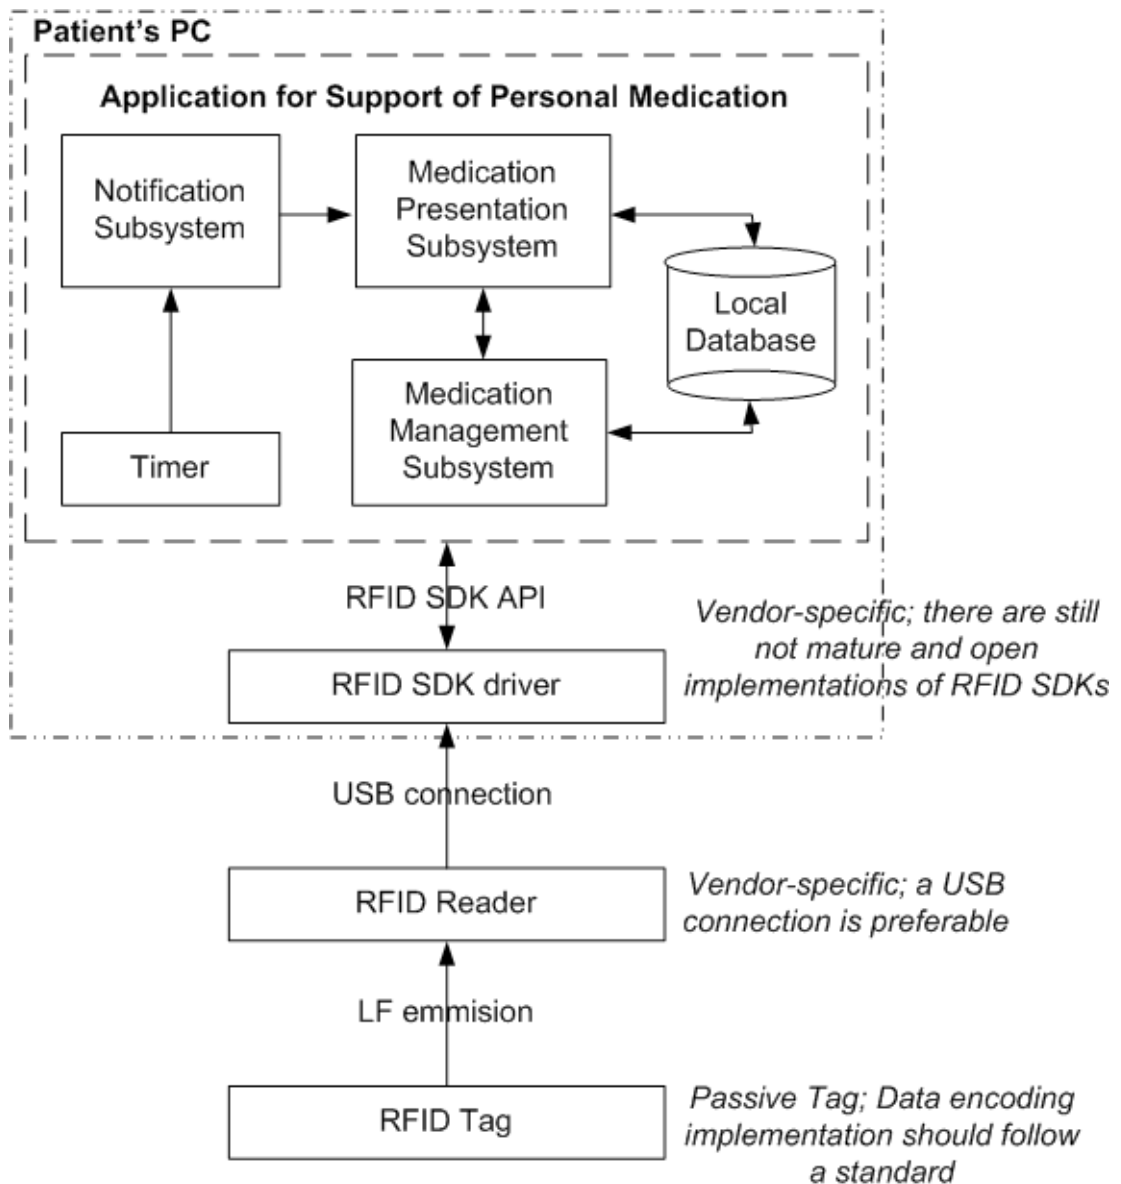 Patient’s PC
Application for Support of Personal Medication
Notification
Subsystem
Medication
Presentation
Subsystem
Local
Database
Medication
Management
Subsystem
Timer
RFID SDK API
Vendor-specific; there are still
not mature and open
implementations of RFID SDKs
RFID SDK driver
USB connection
RFID Reader
Vendor-specific; a USB
connection is preferable
LF emmision
RFID Tag
Passive Tag; Data encoding
implementation should follow
a standard